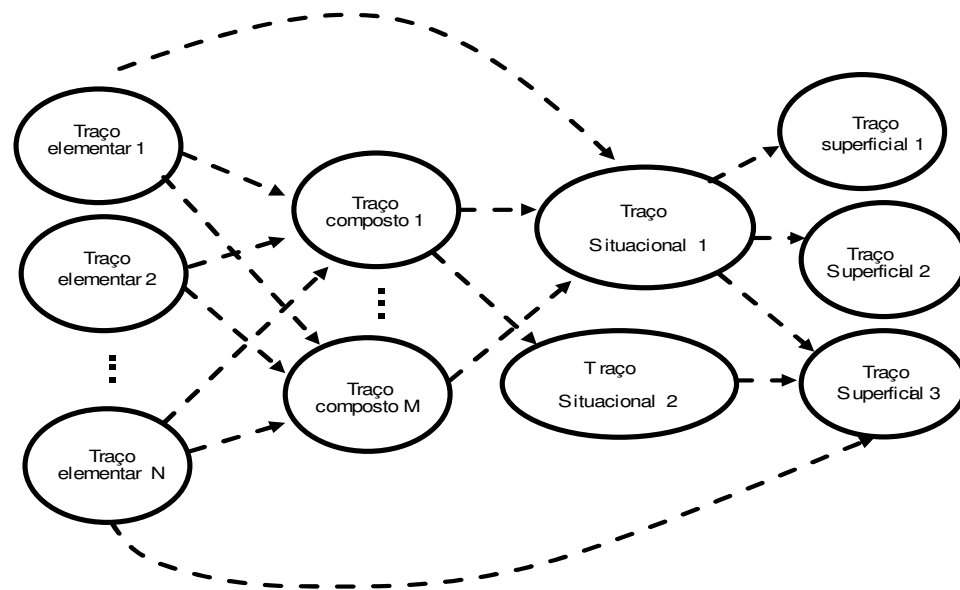 Traço
elementar 1
Traço
elementar 2
Traço
elementar N
Traço
composto 1
Traço
composto M
Traço
Situacional 1
Traço
Situacional 2
Traço
superficial 1
Traço
Superficial 2
Traço
Superficial 3